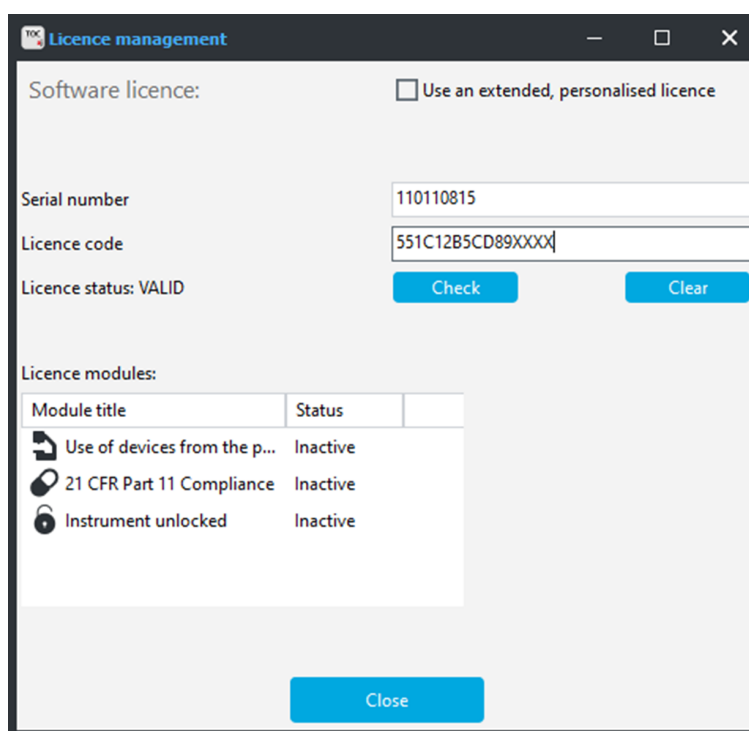 TOC Licence management
Software licence: Use an extended, personalised licence
Serial number 110110815
Licence code 551C12B5CD89XXXX
Licence status: VALID Check Clear
Licence modules:
Module title Status
Use of devices from the p... Inactive
21 CFR Part 11 Compliance Inactive
Instrument unlocked Inactive
Close